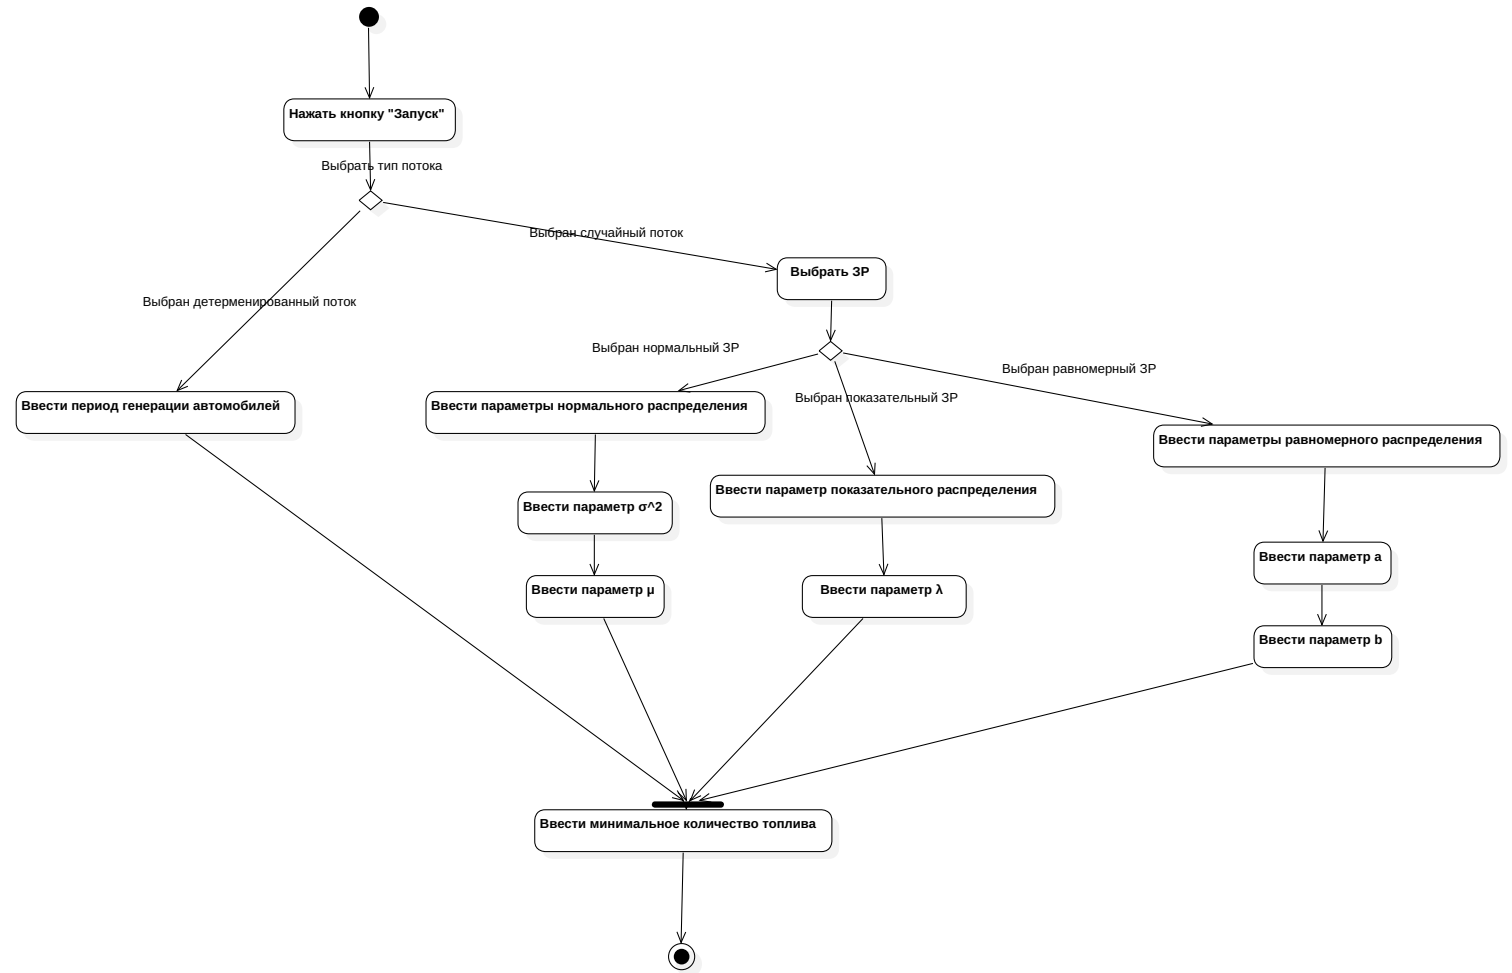 Нажать кнопку "Запуск"
Выбрать тип потока
Выбран случайный поток
Выбрать ЗР
Выбран детерменированный поток
Выбран нормальный ЗР
Выбран показательный ЗР
Выбран равномерный ЗР
Ввести период генерации автомобилей
Ввести параметры нормального распределения
Ввести параметры равномерного распределения
Ввести параметр показательного распределения
Ввести параметр σ^2
Ввести параметр a
Ввести параметр μ
Ввести параметр λ
Ввести параметр b
Ввести минимальное количество топлива